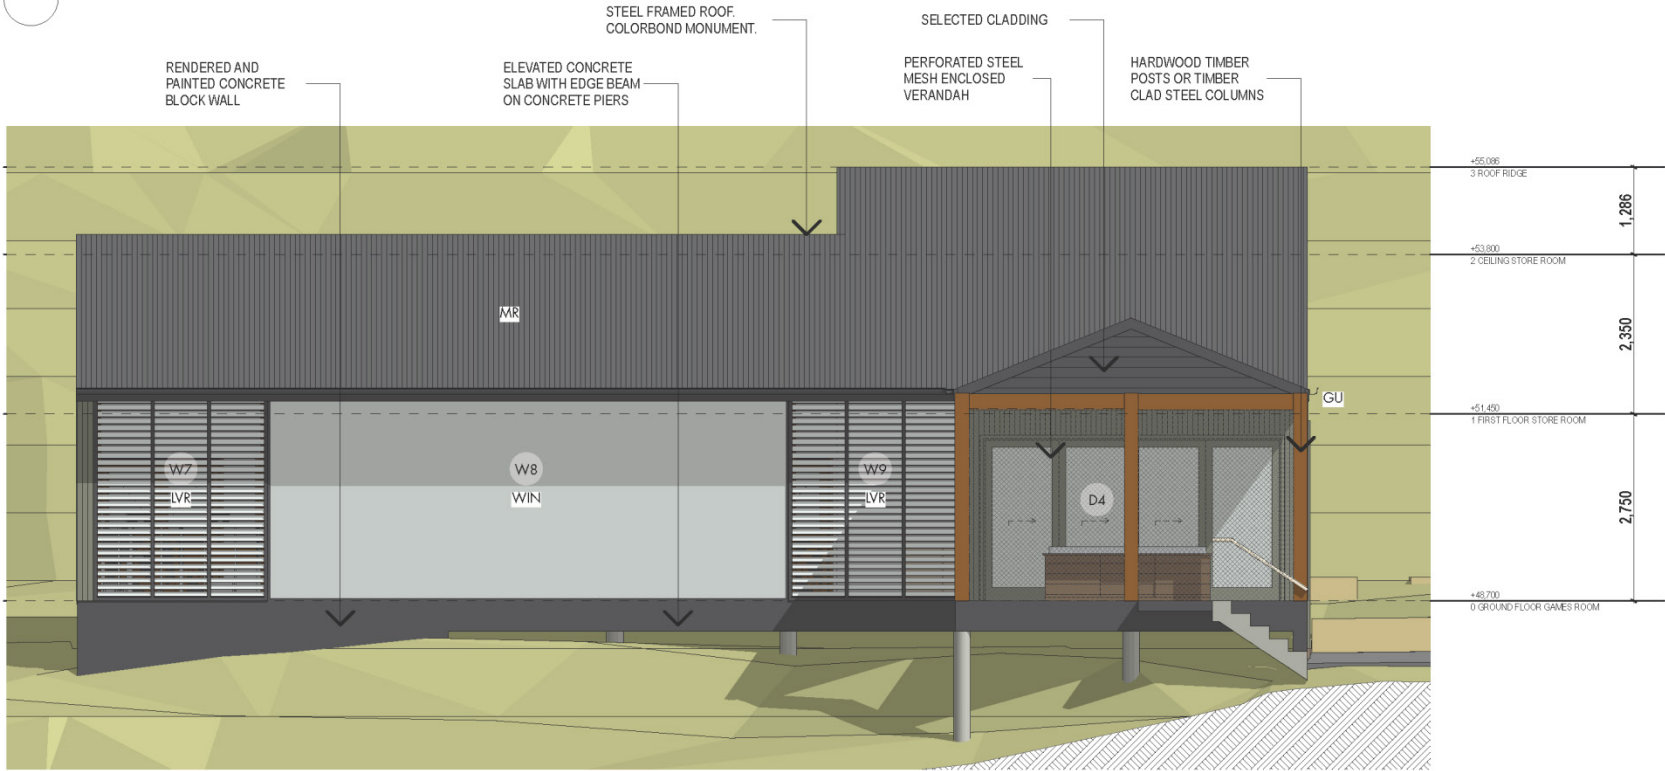 STEEL FRAMED ROOF.
COLORBOND MONUMENT.
SELECTED CLADDING
RENDERED AND
PAINTED CONCRETE
BLOCK WALL
ELEVATED CONCRETE
SLAB WITH EDGE BEAM
ON CONCRETE PIERS
PERFORATED STEEL
MESH ENCLOSED
VERANDAH
HARDWOOD TIMBER
POSTS OR TIMBER
CLAD STEEL COLUMNS
+55,086
3 ROOF RIDGE
1,286
+53,800
2 CEILING STORE ROOM
MR
2,350
GU
+51,450
1 FIRST FLOOR STORE ROOM
W7
LVR
W8
WIN
W9
LVR
D4
2,750
+48,700
0 GROUND FLOOR GAMES ROOM